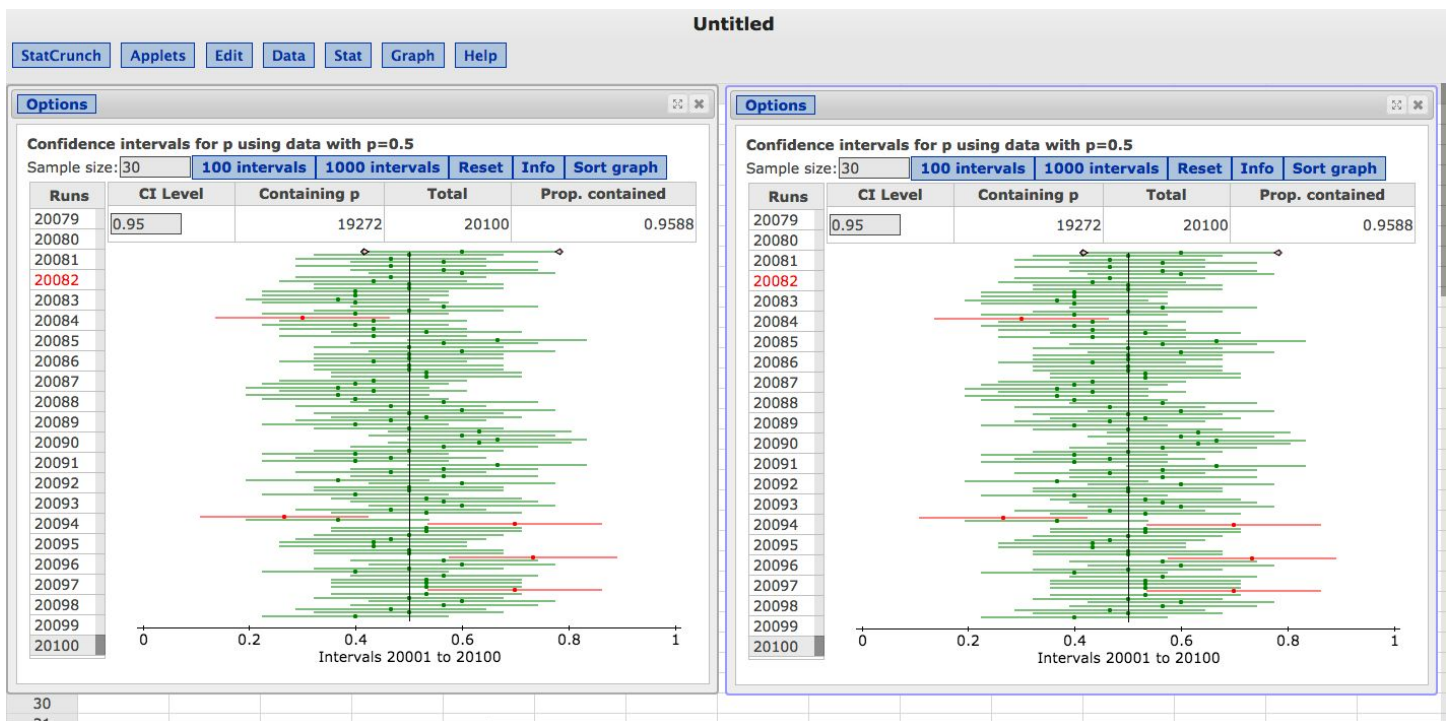 Untitled
StatCrunch Applets Edit Data Stat Graph Help
Options
Confidence intervals for p using data with p=0.5
Sample size: 30 100 intervals 1000 intervals Reset Info Sort graph
Runs CI Level Containing p Total Prop. contained
20079
0.95 19272 20100 0.9588
20080
20081
20082
20083
20084
20085
20086
20087
20088
20089
20090
20091
20092
20093
20094
20095
20096
20097
20098
20099
20100
0 0.2 0.4 0.6 0.8 1
Intervals 20001 to 20100
Options
Confidence intervals for p using data with p=0.5
Sample size: 30 100 intervals 1000 intervals Reset Info Sort graph
Runs CI Level Containing p Total Prop. contained
20079
0.95 19272 20100 0.9588
20080
20081
20082
20083
20084
20085
20086
20087
20088
20089
20090
20091
20092
20093
20094
20095
20096
20097
20098
20099
20100
0 0.2 0.4 0.6 0.8 1
Intervals 20001 to 20100
30